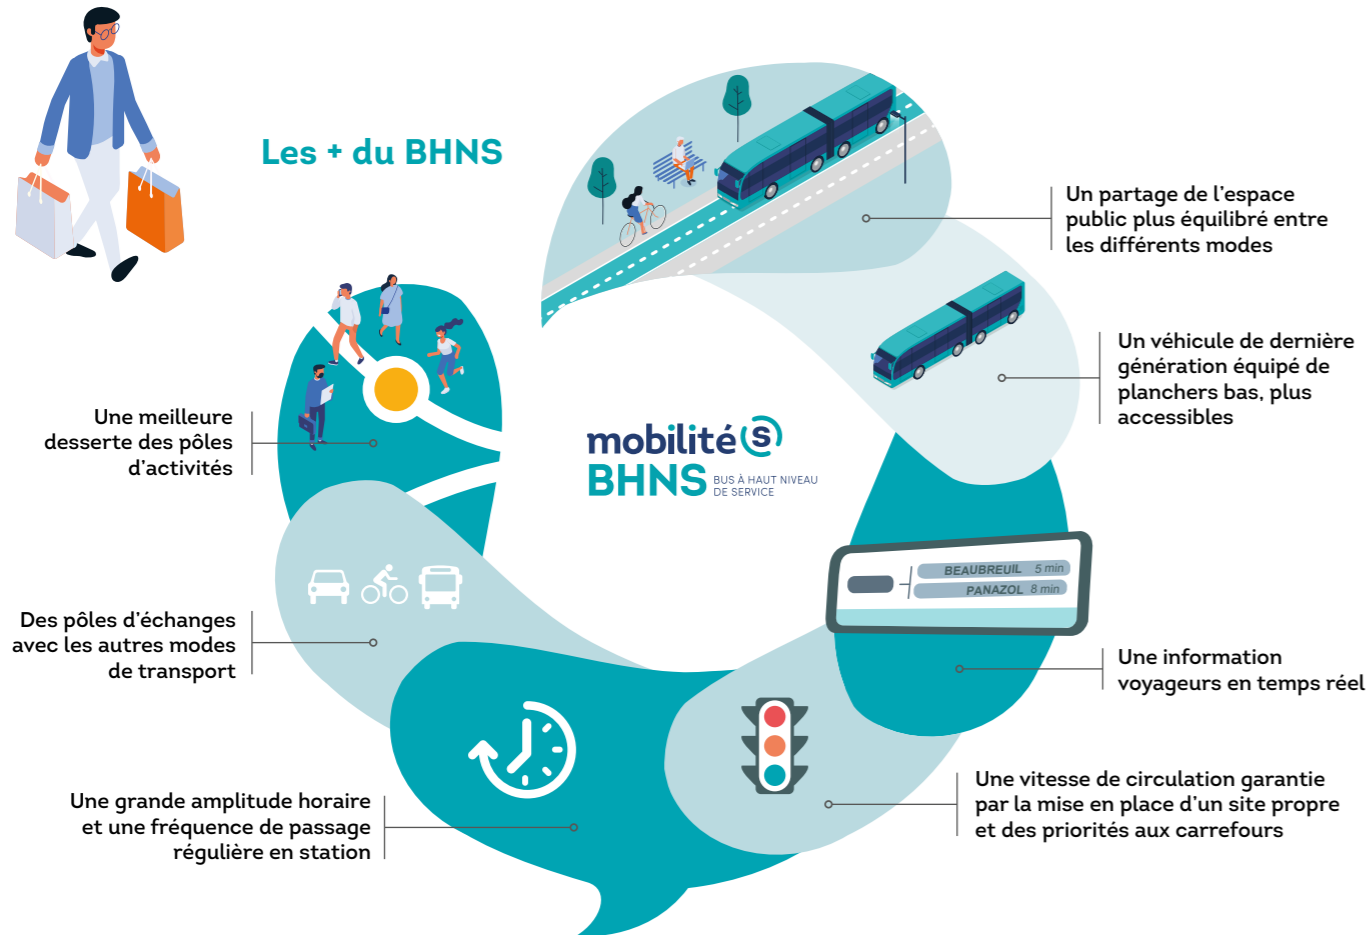 Les + du BHNS
Un partage de l'espace
public plus équilibré entre
les différents modes
Un véhicule de dernière
génération équipé de
planchers bas, plus
accessibles
BEAUBREUIL 5 min
PANAZOL 8 min
Une information
voyageurs en temps réel
Une vitesse de circulation garantie
par la mise en place d'un site propre
et des priorités aux carrefours
Une grande amplitude horaire
et une fréquence de passage
régulière en station
Des pôles d'échanges
avec les autres modes
de transport
Une meilleure
desserte des pôles
d'activités
mobilité s
BHNS BUS À HAUT NIVEAU
DE SERVICE